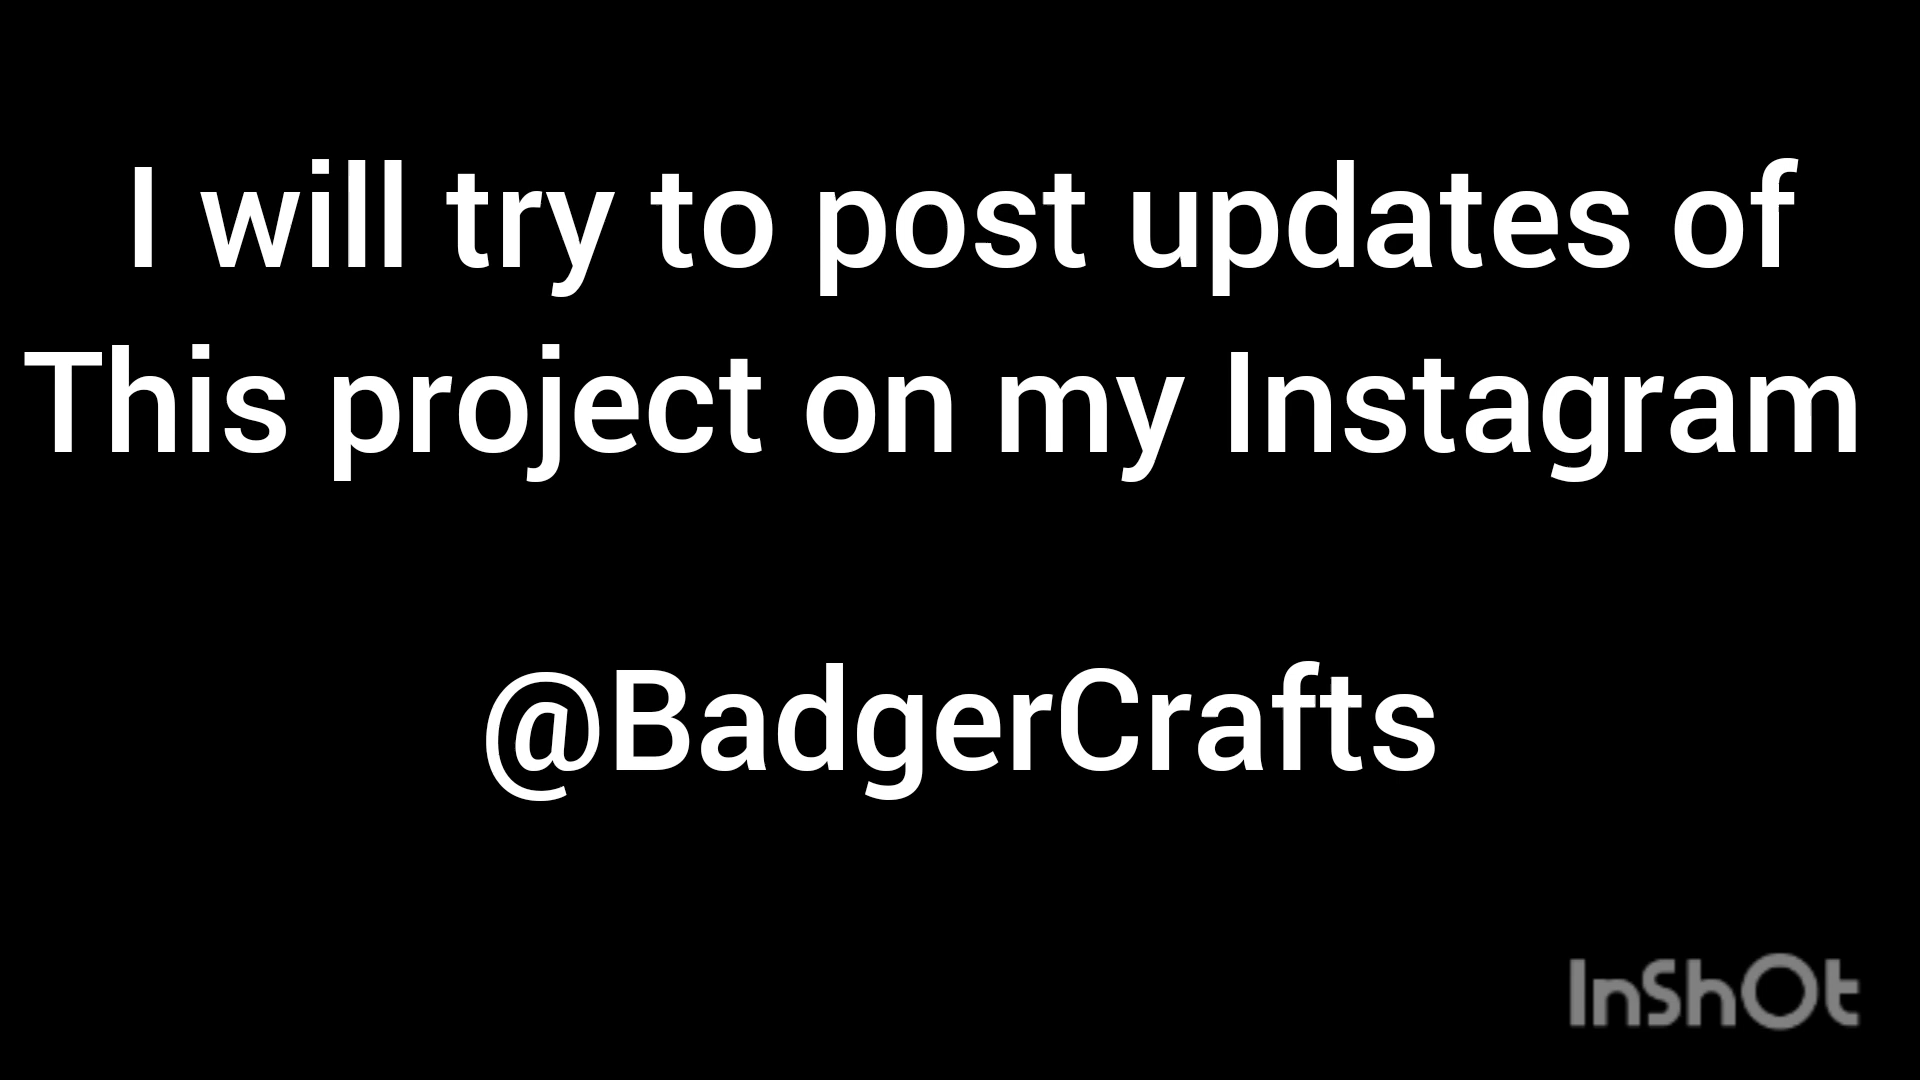 I will try to post updates of
This project on my Instagram
@BadgerCrafts
InShOt